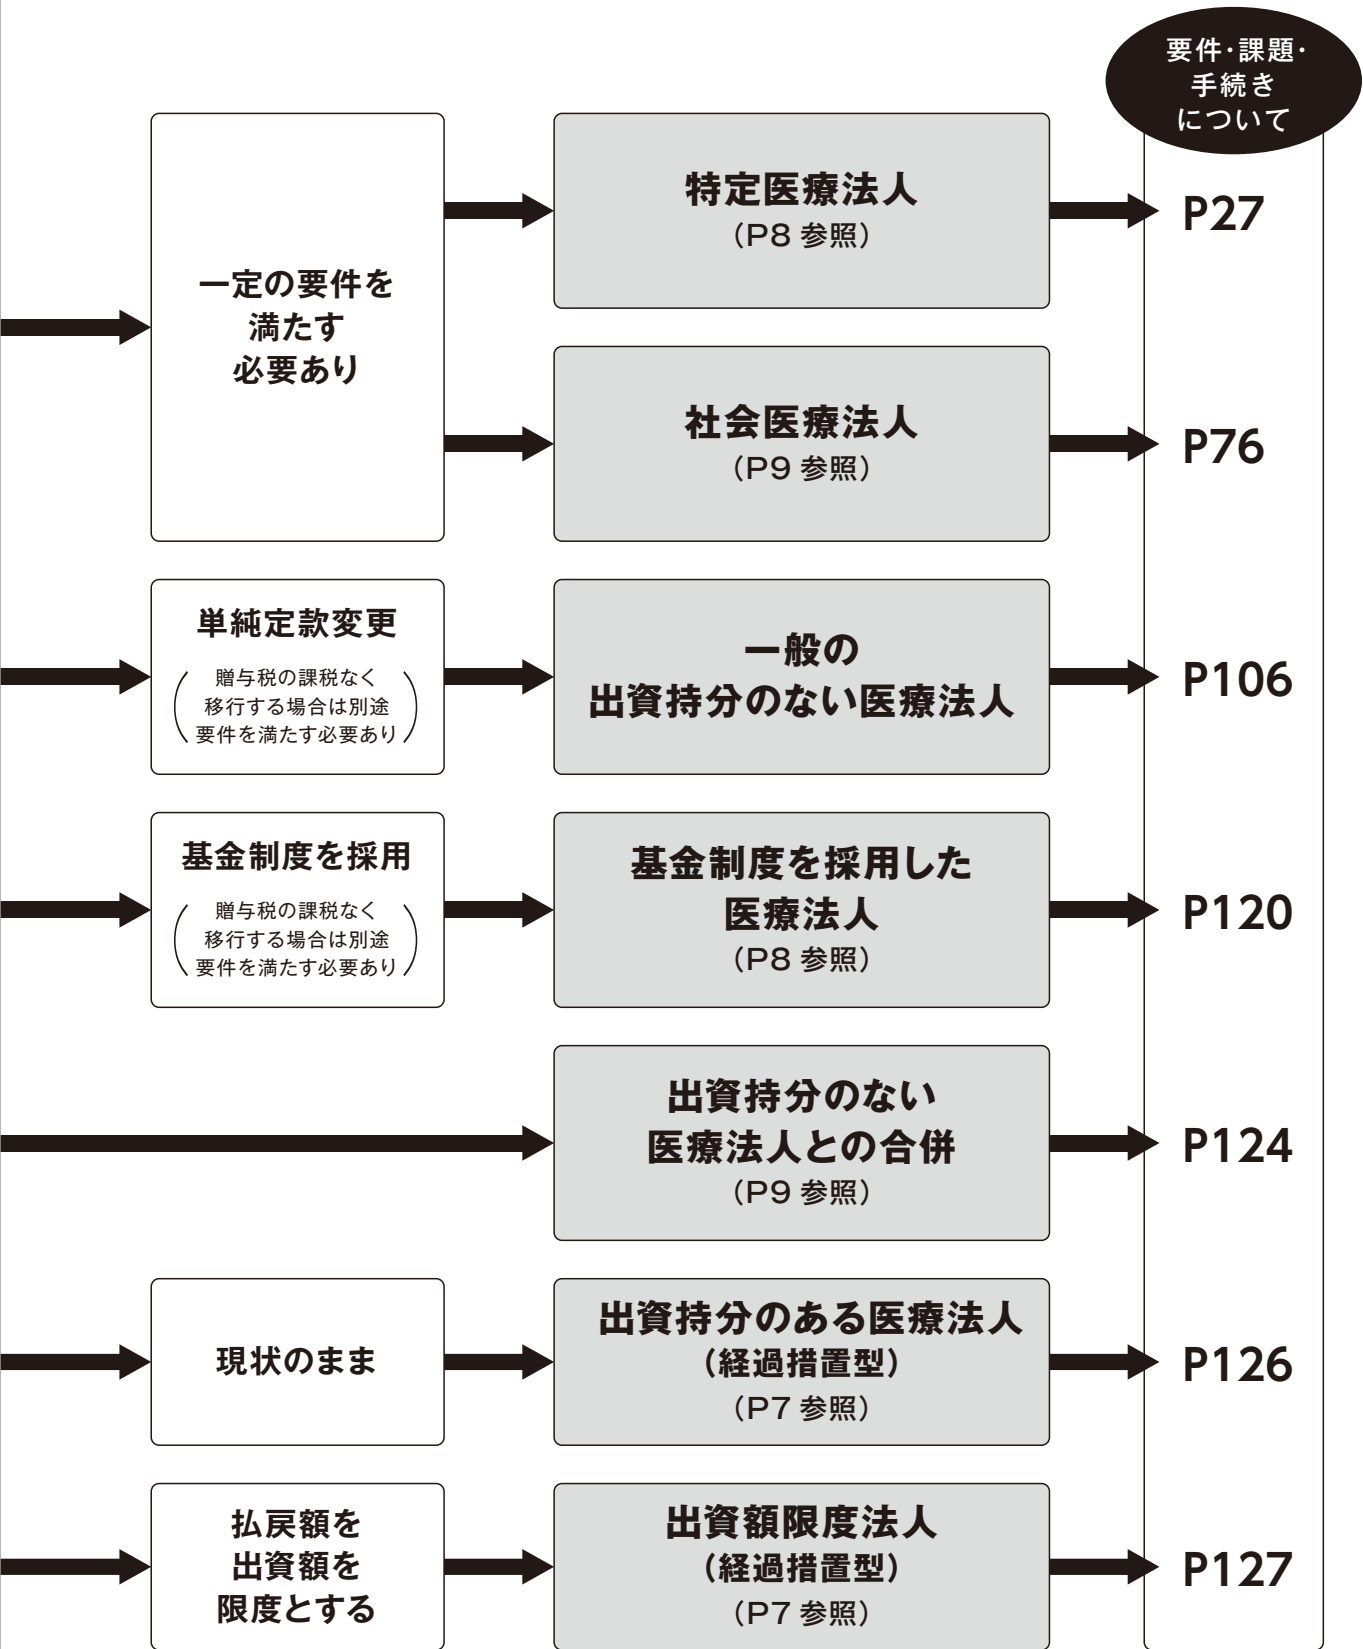 要件・課題・
手続き
について
一定の要件を
満たす
必要あり
特定医療法人
（P8 参照）
P27
社会医療法人
（P9 参照）
P76
単純定款変更
贈与税の課税なく
移行する場合は別途
要件を満たす必要あり
一般の
出資持分のない医療法人
P106
基金制度を採用
贈与税の課税なく
移行する場合は別途
要件を満たす必要あり
基金制度を採用した
医療法人
（P8 参照）
P120
出資持分のない
医療法人との合併
（P9 参照）
P124
現状のまま
出資持分のある医療法人
（経過措置型）
（P7 参照）
P126
払戻額を
出資額を
限度とする
出資額限度法人
（経過措置型）
（P7 参照）
P127